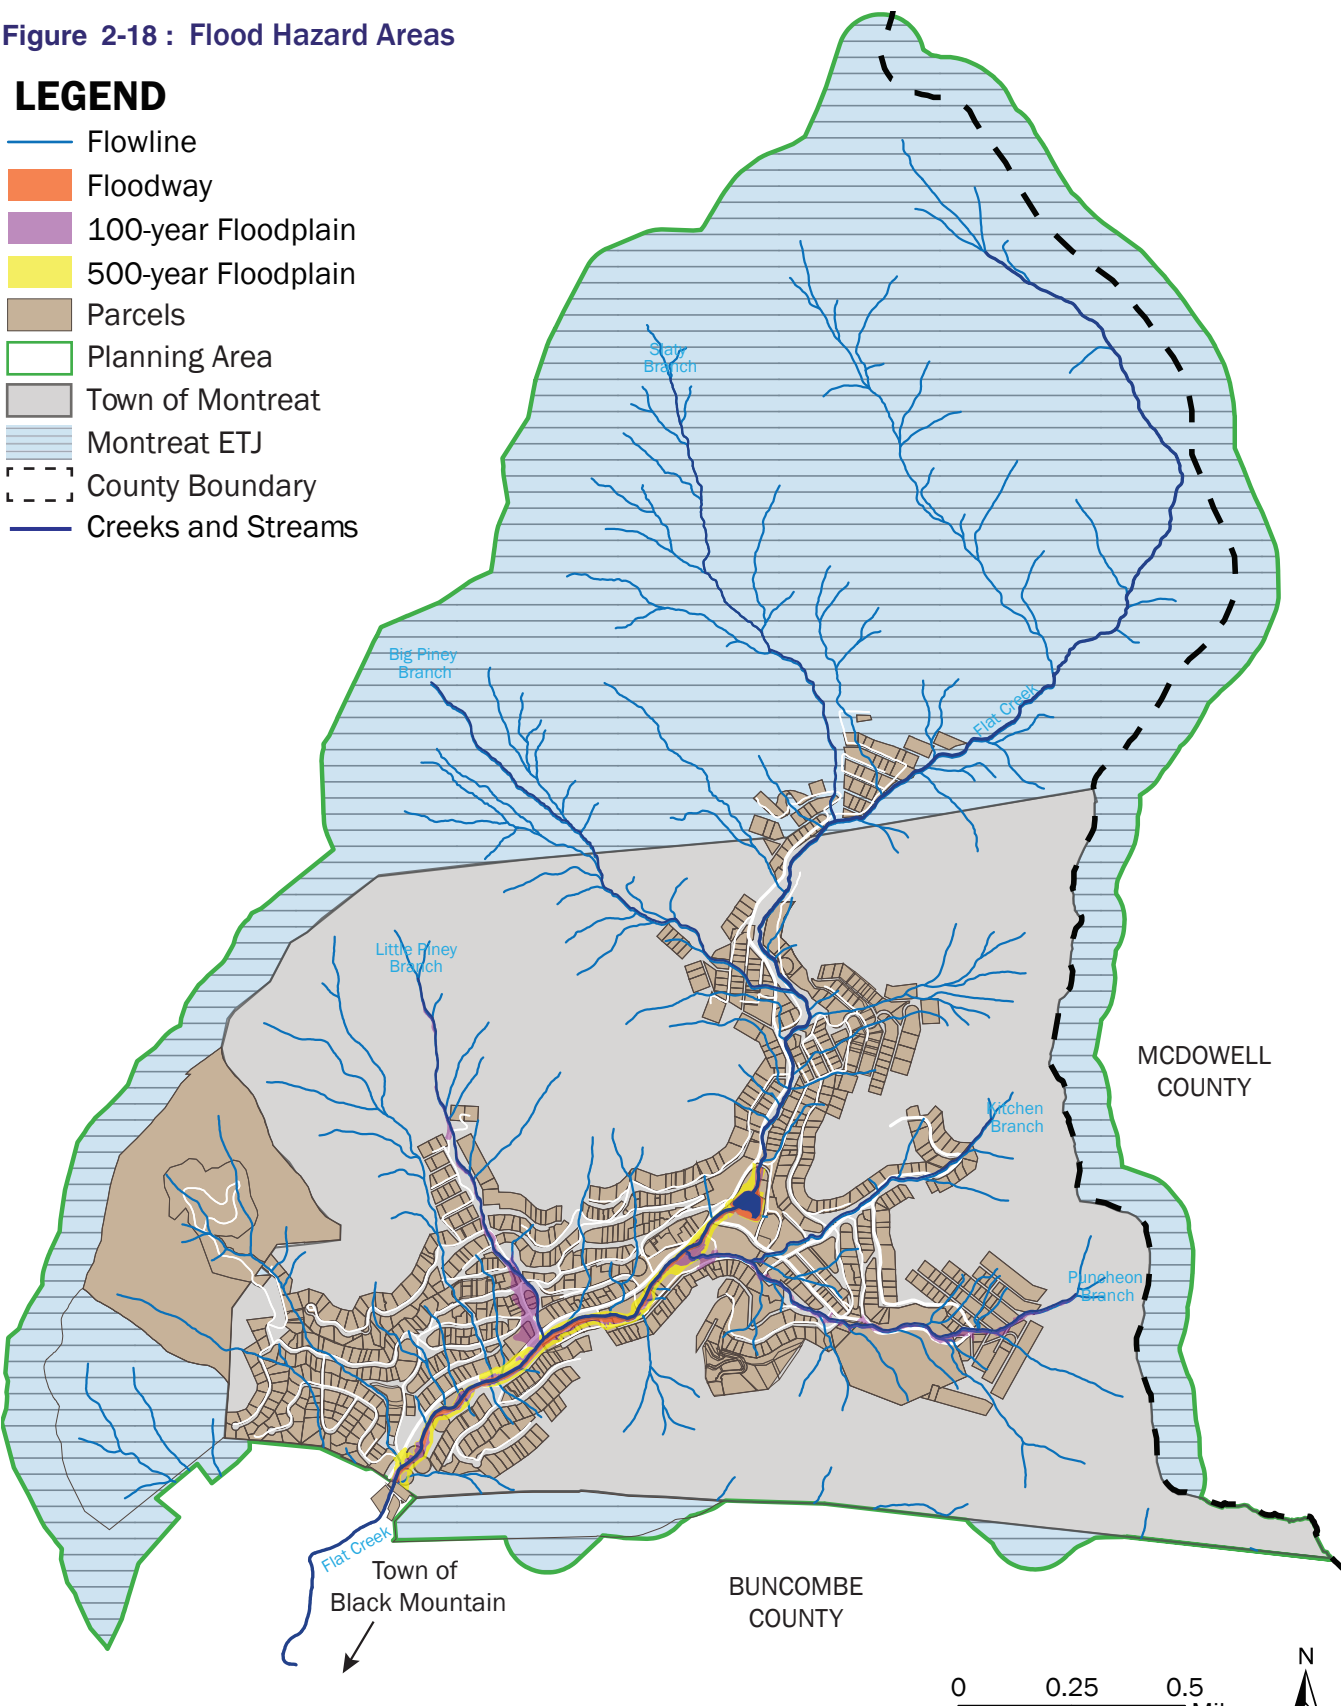 Figure 2-18 : Flood Hazard Areas
LEGEND
Flowline
Floodway
100-year Floodplain
500-year Floodplain
Parcels
Planning Area
Town of Montreat
Montreat ETJ
County Boundary
Creeks and Streams
Slaty
Branch
Big Piney
Branch
Flat Creek
Little Piney
Branch
MCDOWELL
COUNTY
Kitchen
Branch
Puncheon
Branch
Flat Creek
Town of
Black Mountain
BUNCOMBE
COUNTY
N
0 0.25 0.5